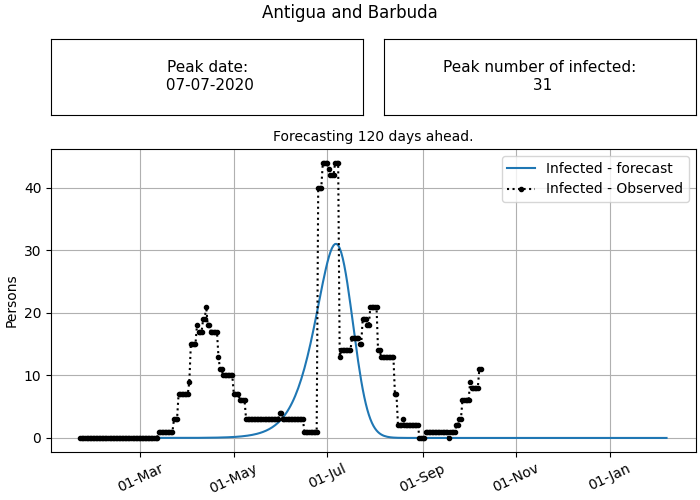 Antigua and Barbuda
Peak date:
07-07-2020
Peak number of infected:
31
Forecasting 120 days ahead.
Infected - forecast
Infected - Observed
Persons
40
30
20
10
0
01-Mar
01-May
01-Jul
01-Sep
01-Nov
01-Jan